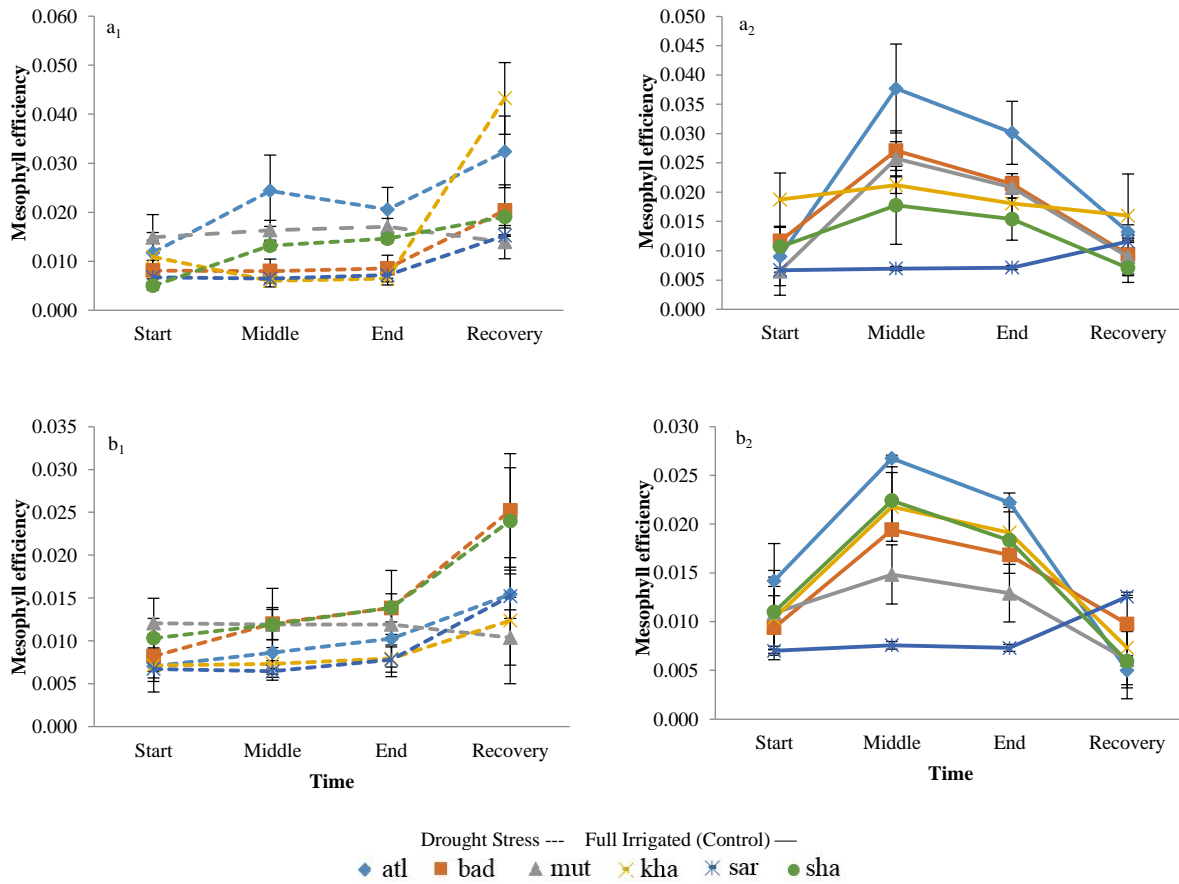 a1
Mesophyll efficiency
0.060
0.050
0.040
0.030
0.020
0.010
0.000
Start Middle End Recovery
a2
Mesophyll efficiency
0.050
0.045
0.040
0.035
0.030
0.025
0.020
0.015
0.010
0.005
0.000
Start Middle End Recovery
b1
Mesophyll efficiency
0.035
0.030
0.025
0.020
0.015
0.010
0.005
0.000
Start Middle End Recovery
Time
b2
Mesophyll efficiency
0.030
0.025
0.020
0.015
0.010
0.005
0.000
Start Middle End Recovery
Time
Drought Stress --- Full Irrigated (Control) —
atl bad mut kha sar sha